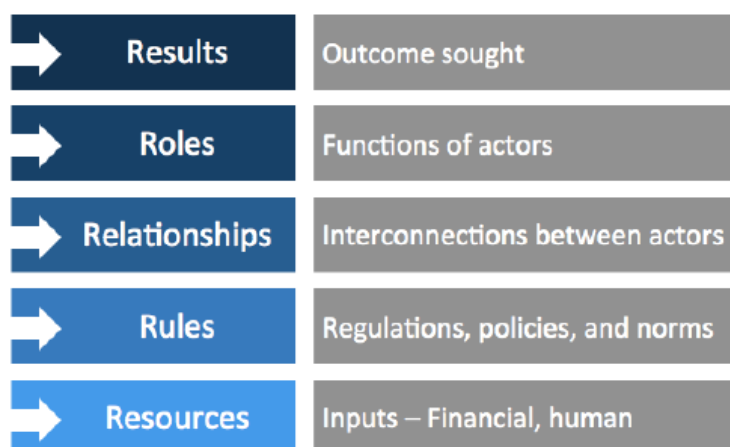 Results
Outcome sought
Roles
Functions of actors
Relationships
Interconnections between actors
Rules
Regulations, policies, and norms
Resources
Inputs – Financial, human